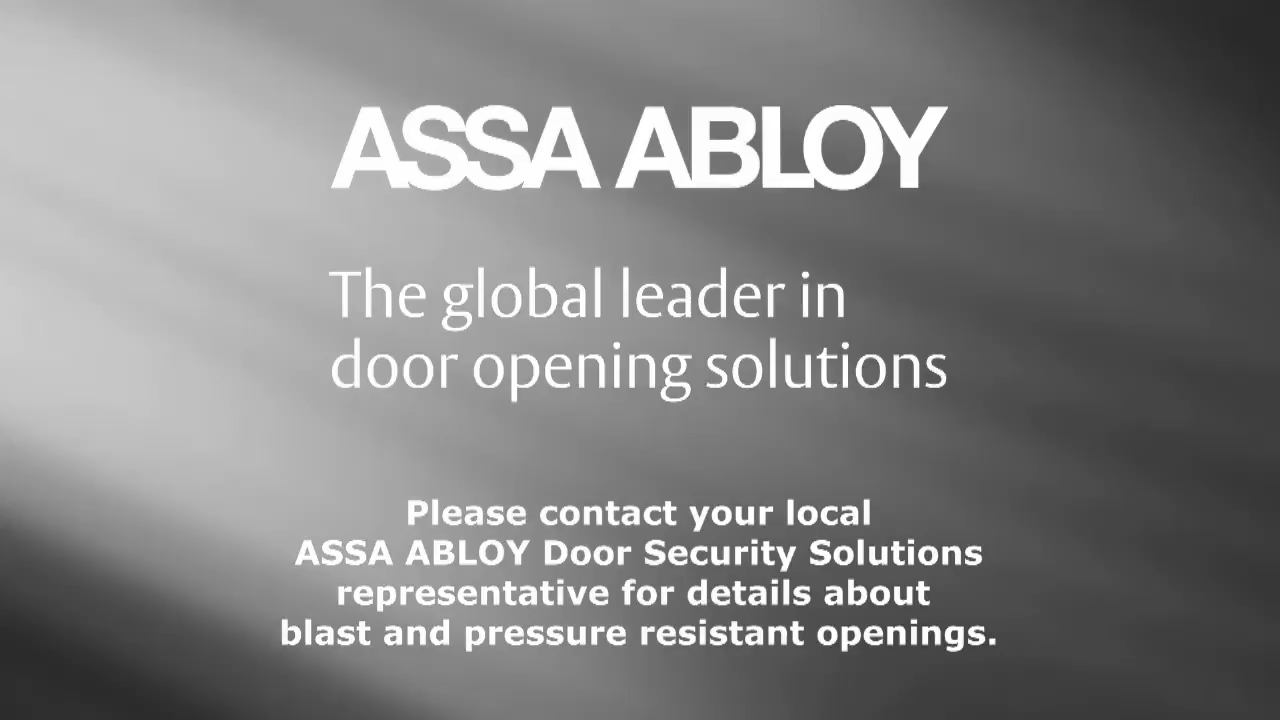 ASSA ABLOY
The global leader in
door opening solutions
Please contact your local
ASSA ABLOY Door Security Solutions
representative for details about
blast and pressure resistant openings.